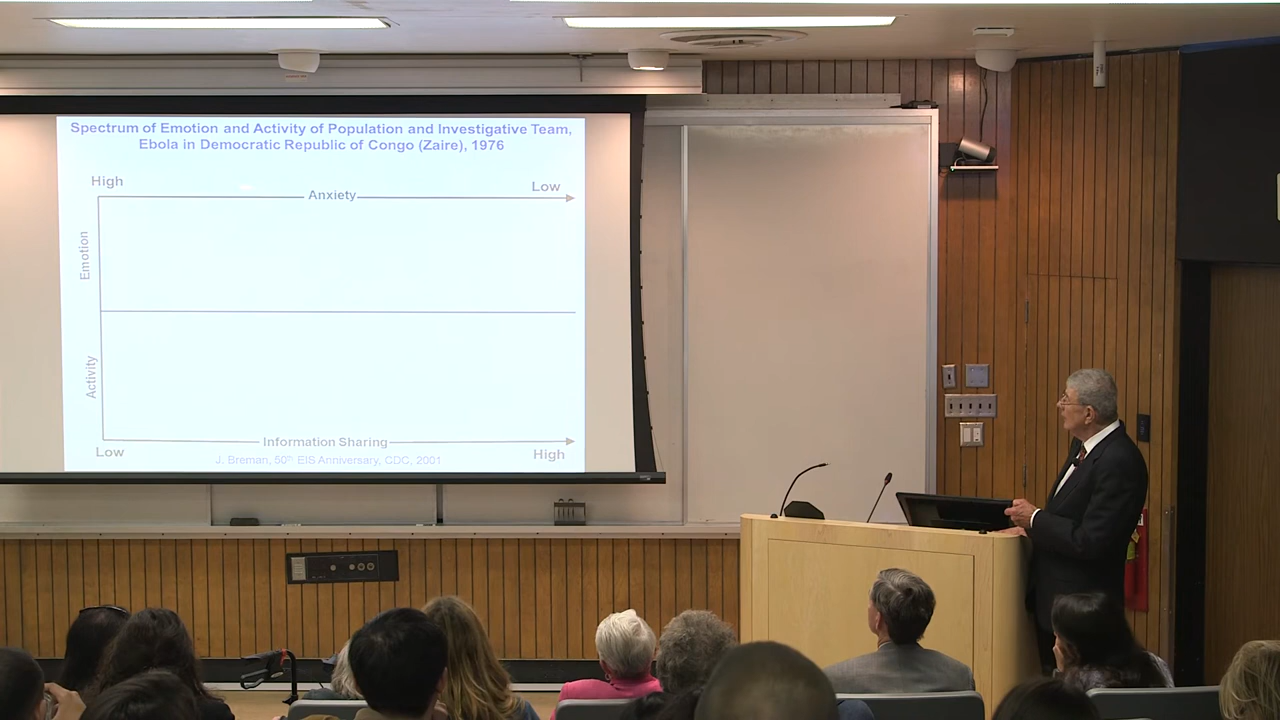 Spectrum of Emotion and Activity of Population and Investigative Team,
Ebola in Democratic Republic of Congo (Zaire), 1976
High
Low
Anxiety
Emotion
Activity
Information Sharing
Low
High
J. Breman, 50th EIS Anniversary, CDC, 2001